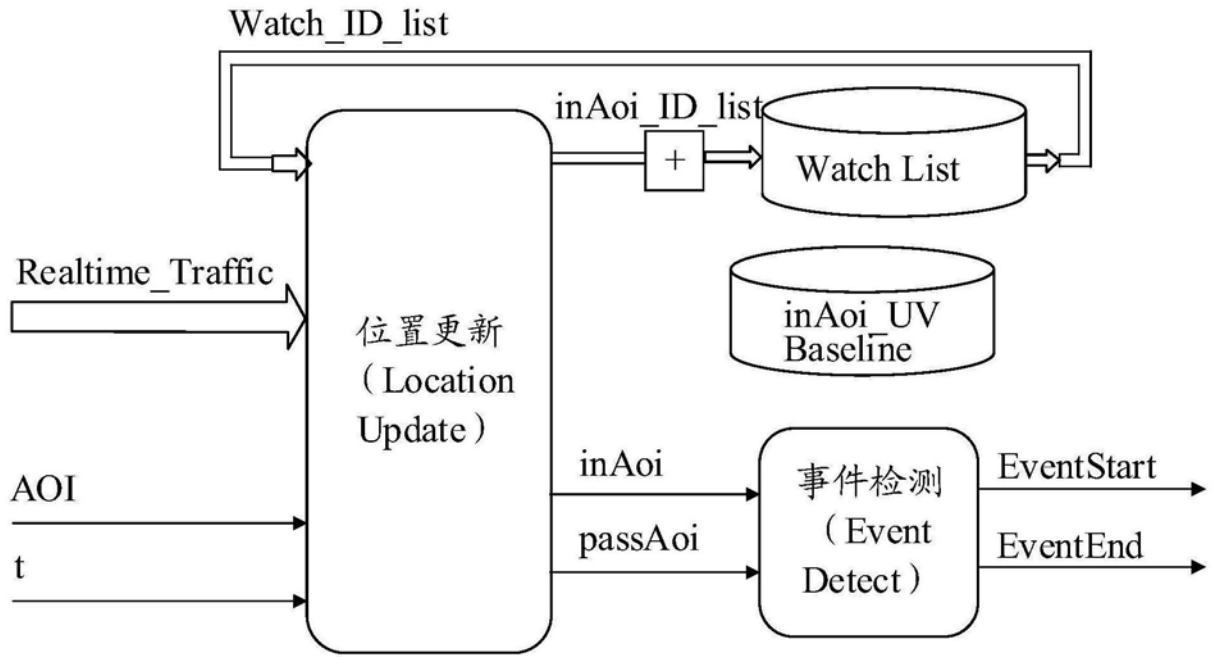 Watch_ID_list
inAoi_ID_list
+
Watch List
Realtime_Traffic
inAoi_UV
Baseline
位置更新
（Location
Update）
AOI
t
inAoi
passAoi
事件检测
（Event
Detect）
EventStart
EventEnd